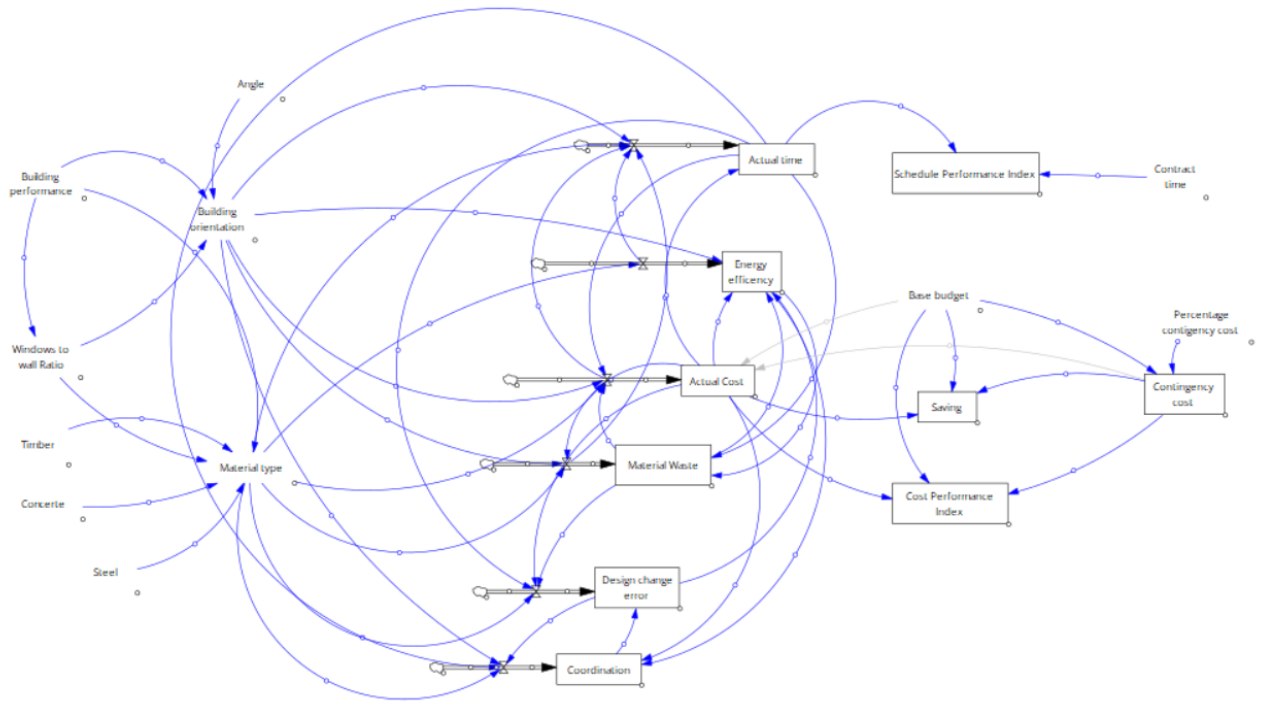 Angle
Actual time
Building
performance
Schedule Performance Index
Contract
time
Building
orientation
Energy
efficency
Base budget
Percentage
contigency cost
Windows to
wall Ratio
Actual Cost
Contingency
cost
Saving
Timber
Material type
Material Waste
Concerte
Cost Performance
Index
Steel
Design change
error
Coordination